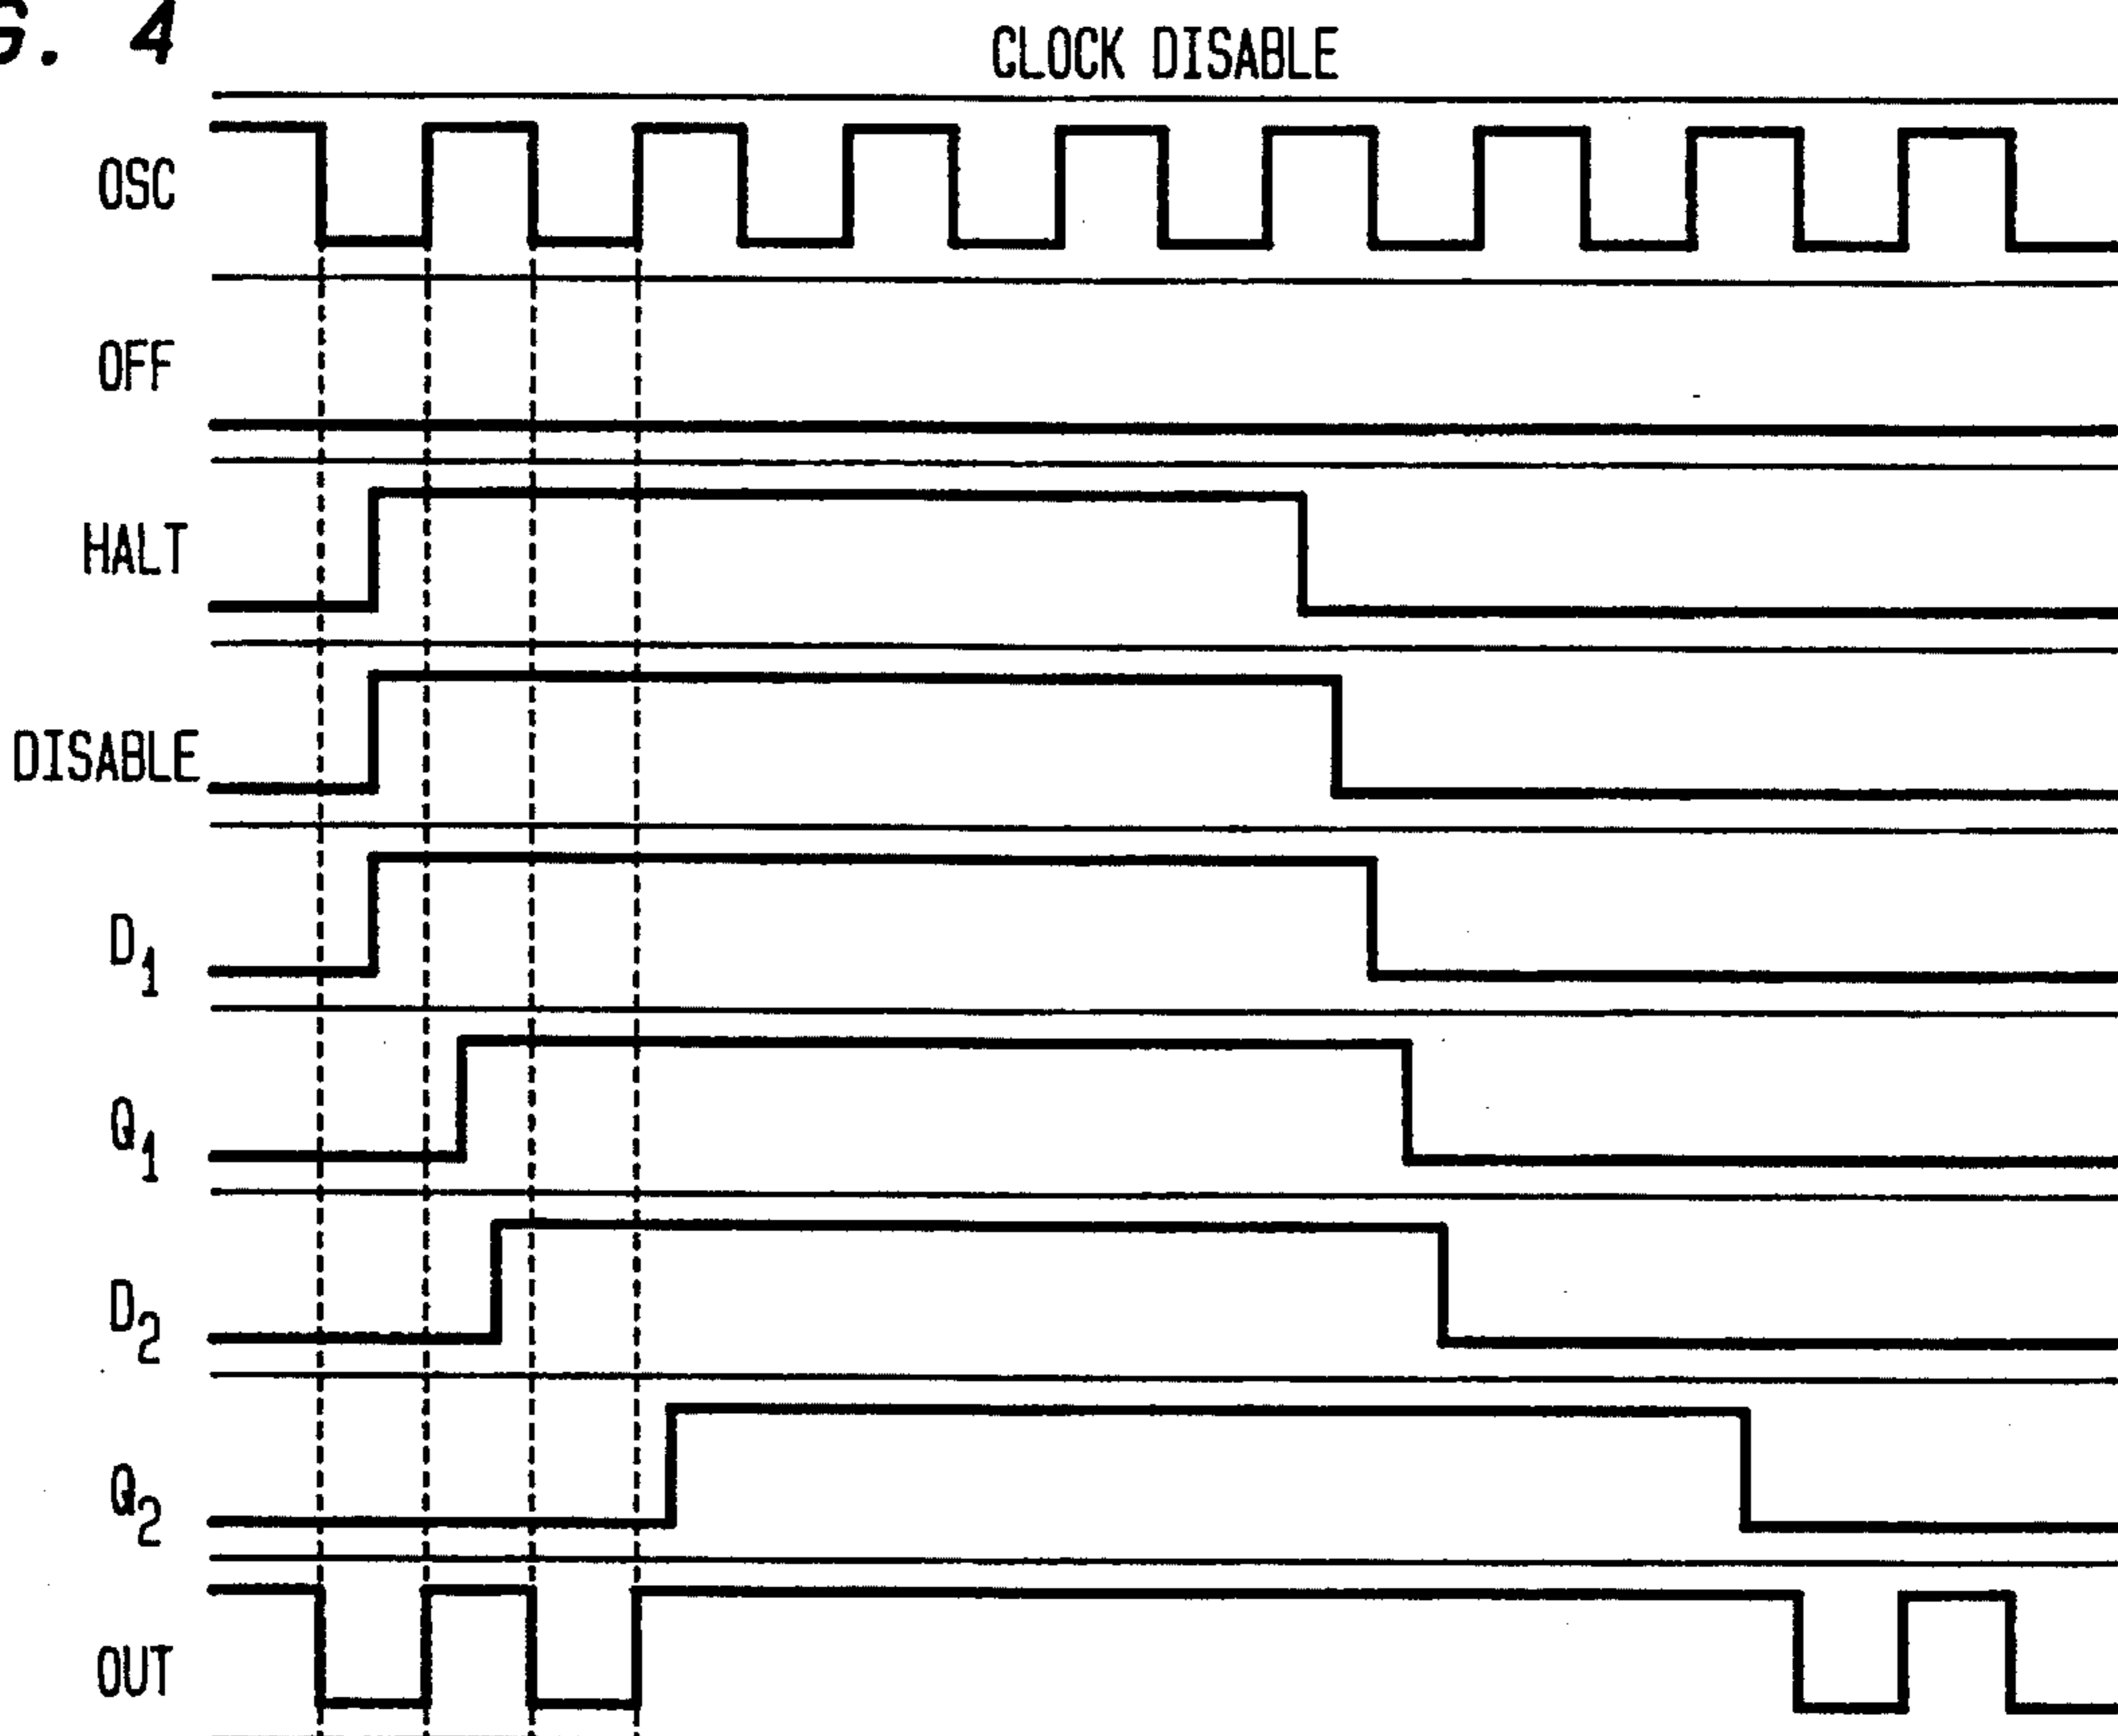 G. 4
CLOCK DISABLE
OSC
OFF
HALT
DISABLE
D1
Q1
D2
Q2
OUT